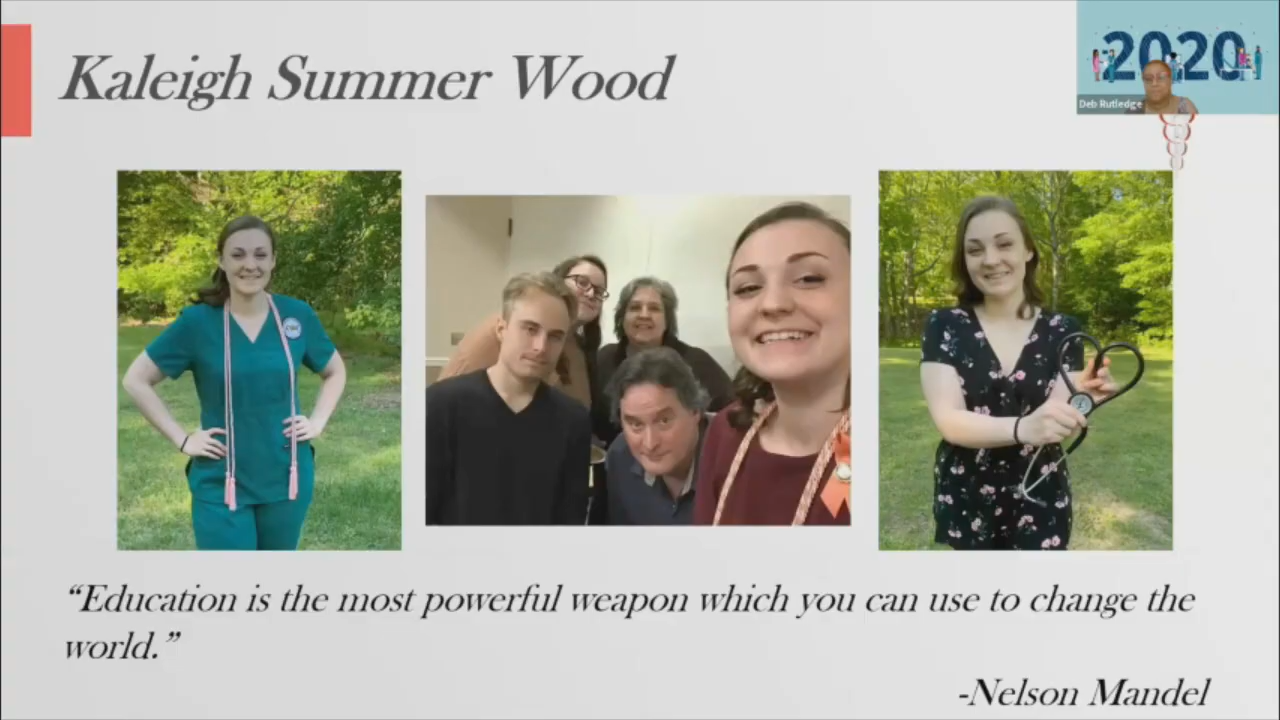 Kaleigh Summer Wood
2020
Deb Rutledge
“Education is the most powerful weapon which you can use to change the
world.”
-Nelson Mandel